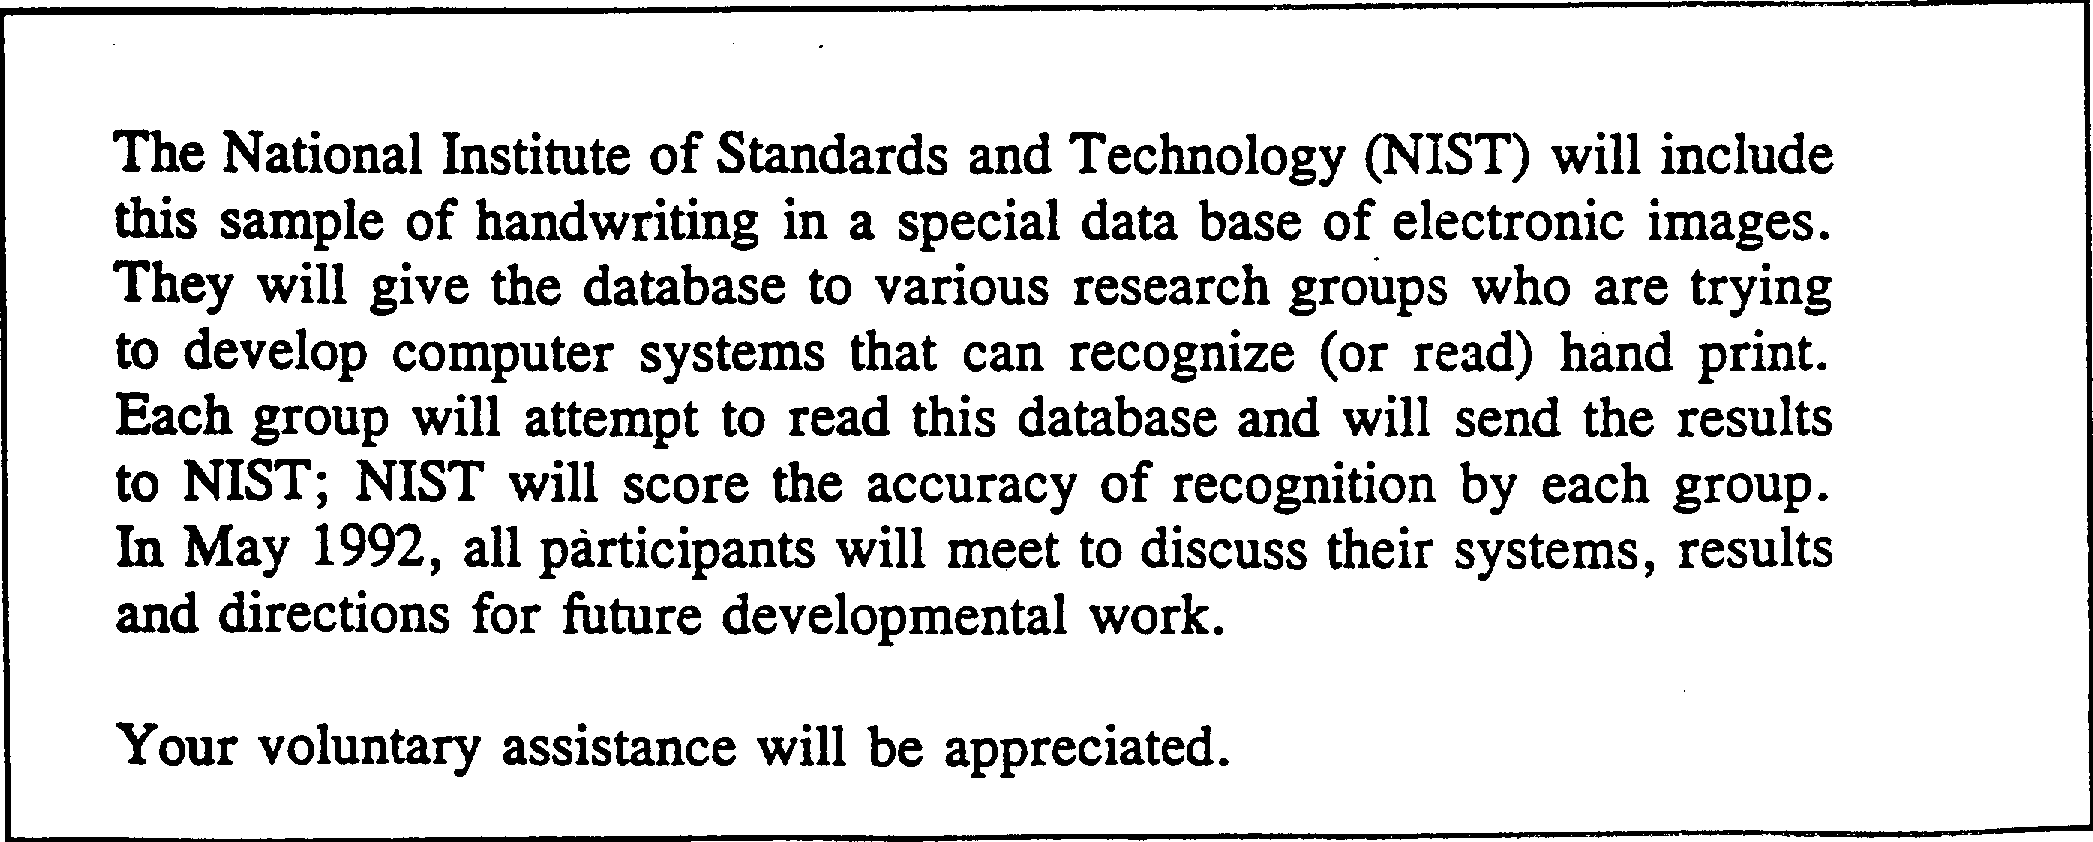 The National Institute of Standards and Technology (NIST) will include
this sample of handwriting in a special data base of electronic images.
They will give the database to various research groups who are trying
to develop computer systems that can recognize (or read) hand print.
Each group will attempt to read this database and will send the results
to NIST; NIST will score the accuracy of recognition by each group.
In May 1992, all participants will meet to discuss their systems, results
and directions for future developmental work.
Your voluntary assistance will be appreciated.